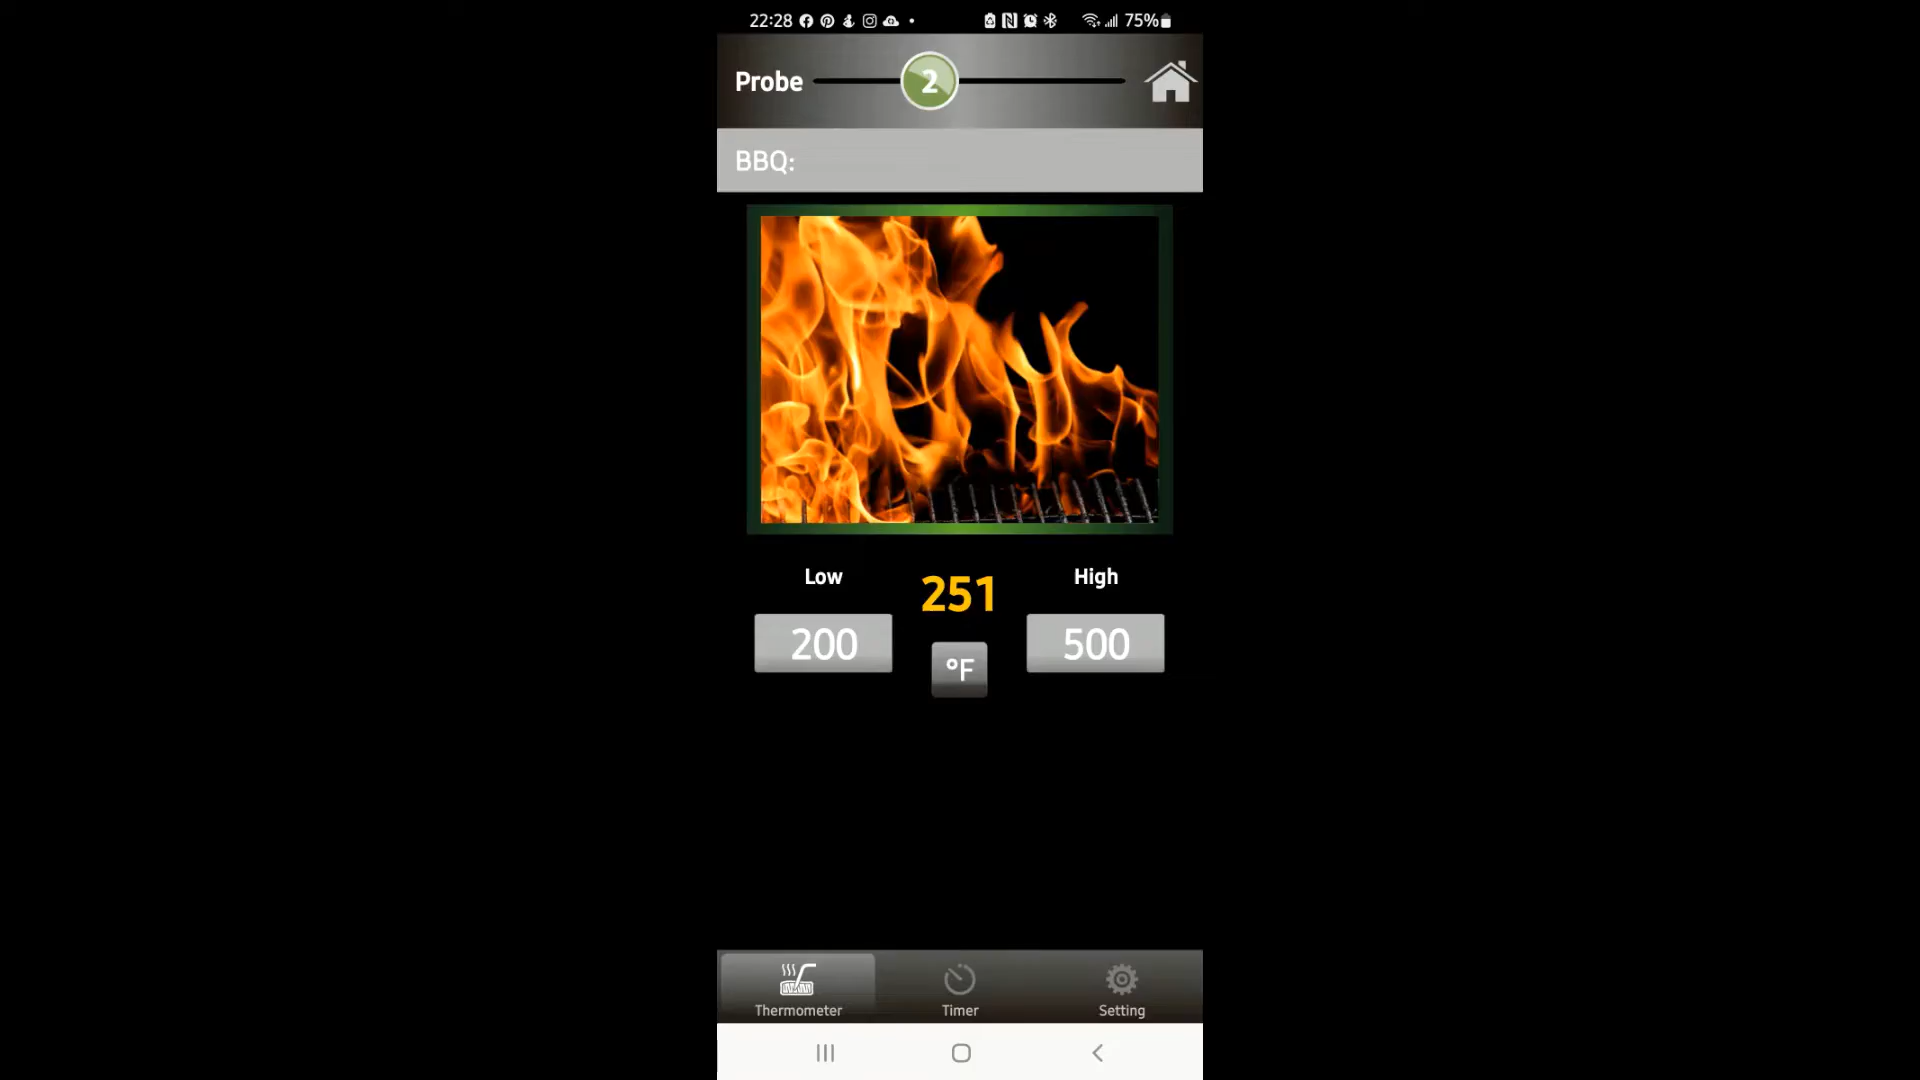 22:28 75%
Probe 2
BBQ:
Low 251 High
200 °F 500
Thermometer Timer Setting